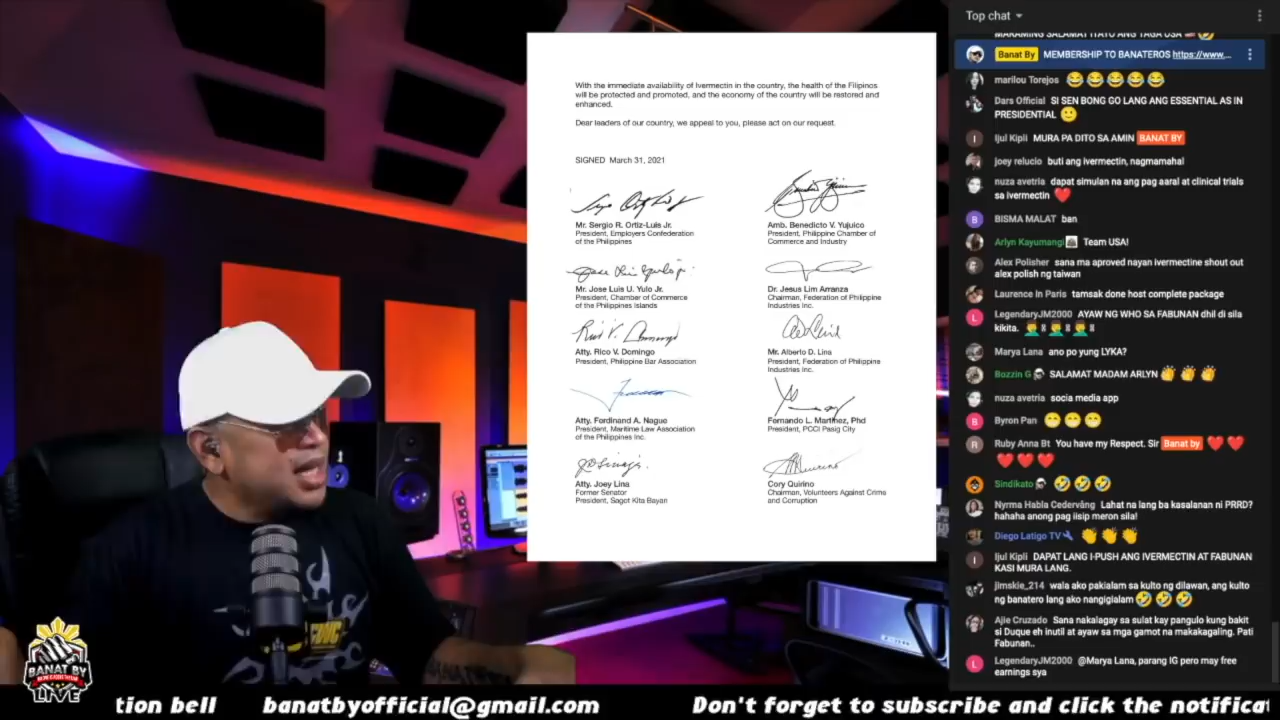 With the immediate availability of Ivermectin in the country, the health of the Filipinos
will be protected and promoted, and the economy of the country will be restored and
enhanced.
Dear leaders of our country, we appeal to you, please act on our request.
SIGNED March 31, 2021
Mr. Sergio R. Ortiz-Luis Jr.
President, Employers Confederation
of the Philippines
Amb. Benedicto V. Yujuico
President, Philippine Chamber of
Commerce and Industry
Mr. Jose Luis U. Yulo Jr.
President, Chamber of Commerce
of the Philippines Islands
Dr. Jesus Lim Arranza
Chairman, Federation of Philippine
Industries Inc.
Atty. Rico V. Domingo
President, Philippine Bar Association
Mr. Alberto D. Lina
President, Federation of Philippine
Industries Inc.
Atty. Ferdinand A. Nague
President, Maritime Law Association
of the Philippines Inc.
Fernando L. Martinez, Phd
President, PCCI Pasig City
Atty. Joey Lina
Former Senator
President, Sagot Kita Bayan
Cory Quirino
Chairman, Volunteers Against Crime
and Corruption
Top chat
MARAMING SALAMAT ITATO ANG TAGA USA
Banat By MEMBERSHIP TO BANATEROS https://www....
marilou Torejos
Dara Official SI SEN BONG GO LANG ANG ESSENTIAL AS IN
PRESIDENTIAL
Ijul Kipli MURA PA DITO SA AMIN BANAT BY
joey relucio buti ang ivermectin, nagmamahal
nuza avetria dapat simulan na ang pag aaral at clinical trials
sa ivermectin
BISMA MALAT ban
Arlyn Kayumangi Team USA!
Alex Polisher sana ma aproved nayan ivermectine shout out
alex polish ng taiwan
Laurence In Paris tamsak done host complete package
LegendaryJM2000 AYAW NG WHO SA FABUNAN dhil di sila
kikita.
Marya Lana ano po yung LYKA?
Bozzin G SALAMAT MADAM ARLYN
nuza avetria socia media app
Byron Pan
Ruby Anna Bt You have my Respect. Sir Banat by
Sindikato
Nyrma Habla Cedervång Lahat na lang ba kasalanan ni PRRD?
hahaha anong pag iisip meron sila!
Diego Latigo TV
Ijul Kipli DAPAT LANG I-PUSH ANG IVERMECTIN AT FABUNAN
KASI MURA LANG.
jimskie_214 wala ako pakialam sa kulto ng dilawan, ang kulto
ng banatero lang ako nangigialam
Ajie Cruzado Sana nakalagay sa sulat kay pangulo kung bakit
si Duque eh inutil at ayaw sa mga gamot na makakagaling. Pati
Fabunan..
LegendaryJM2000 @Marya Lana, parang IG pero may free
earnings sya
BANAT BY
LIVE
tion bell banatbyofficial@gmail.com Don't forget to subscribe and click the notifica